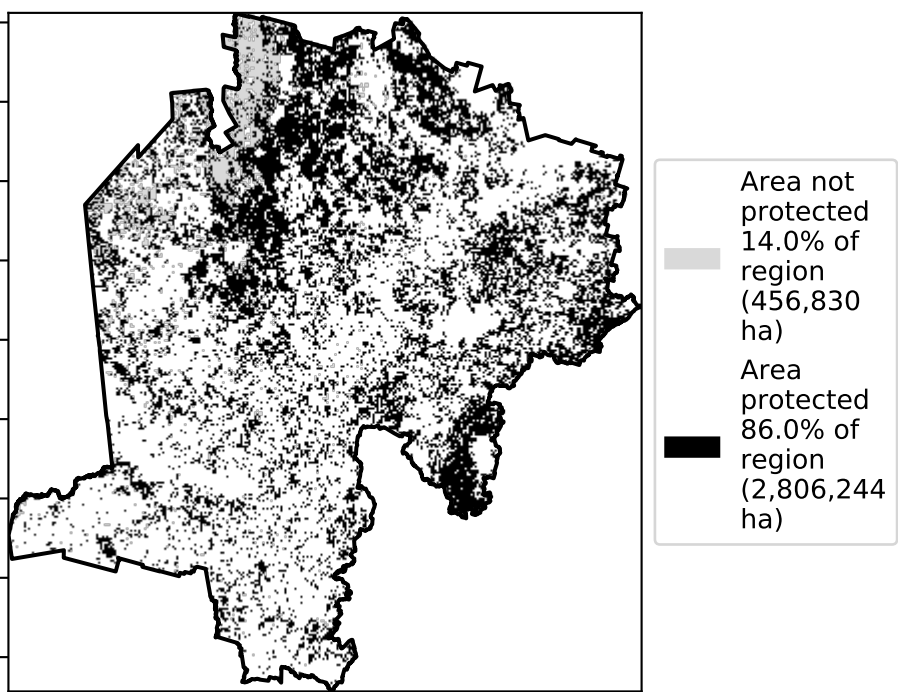 Area not
protected
14.0% of
region
(456,830
ha)
Area
protected
86.0% of
region
(2,806,244
ha)